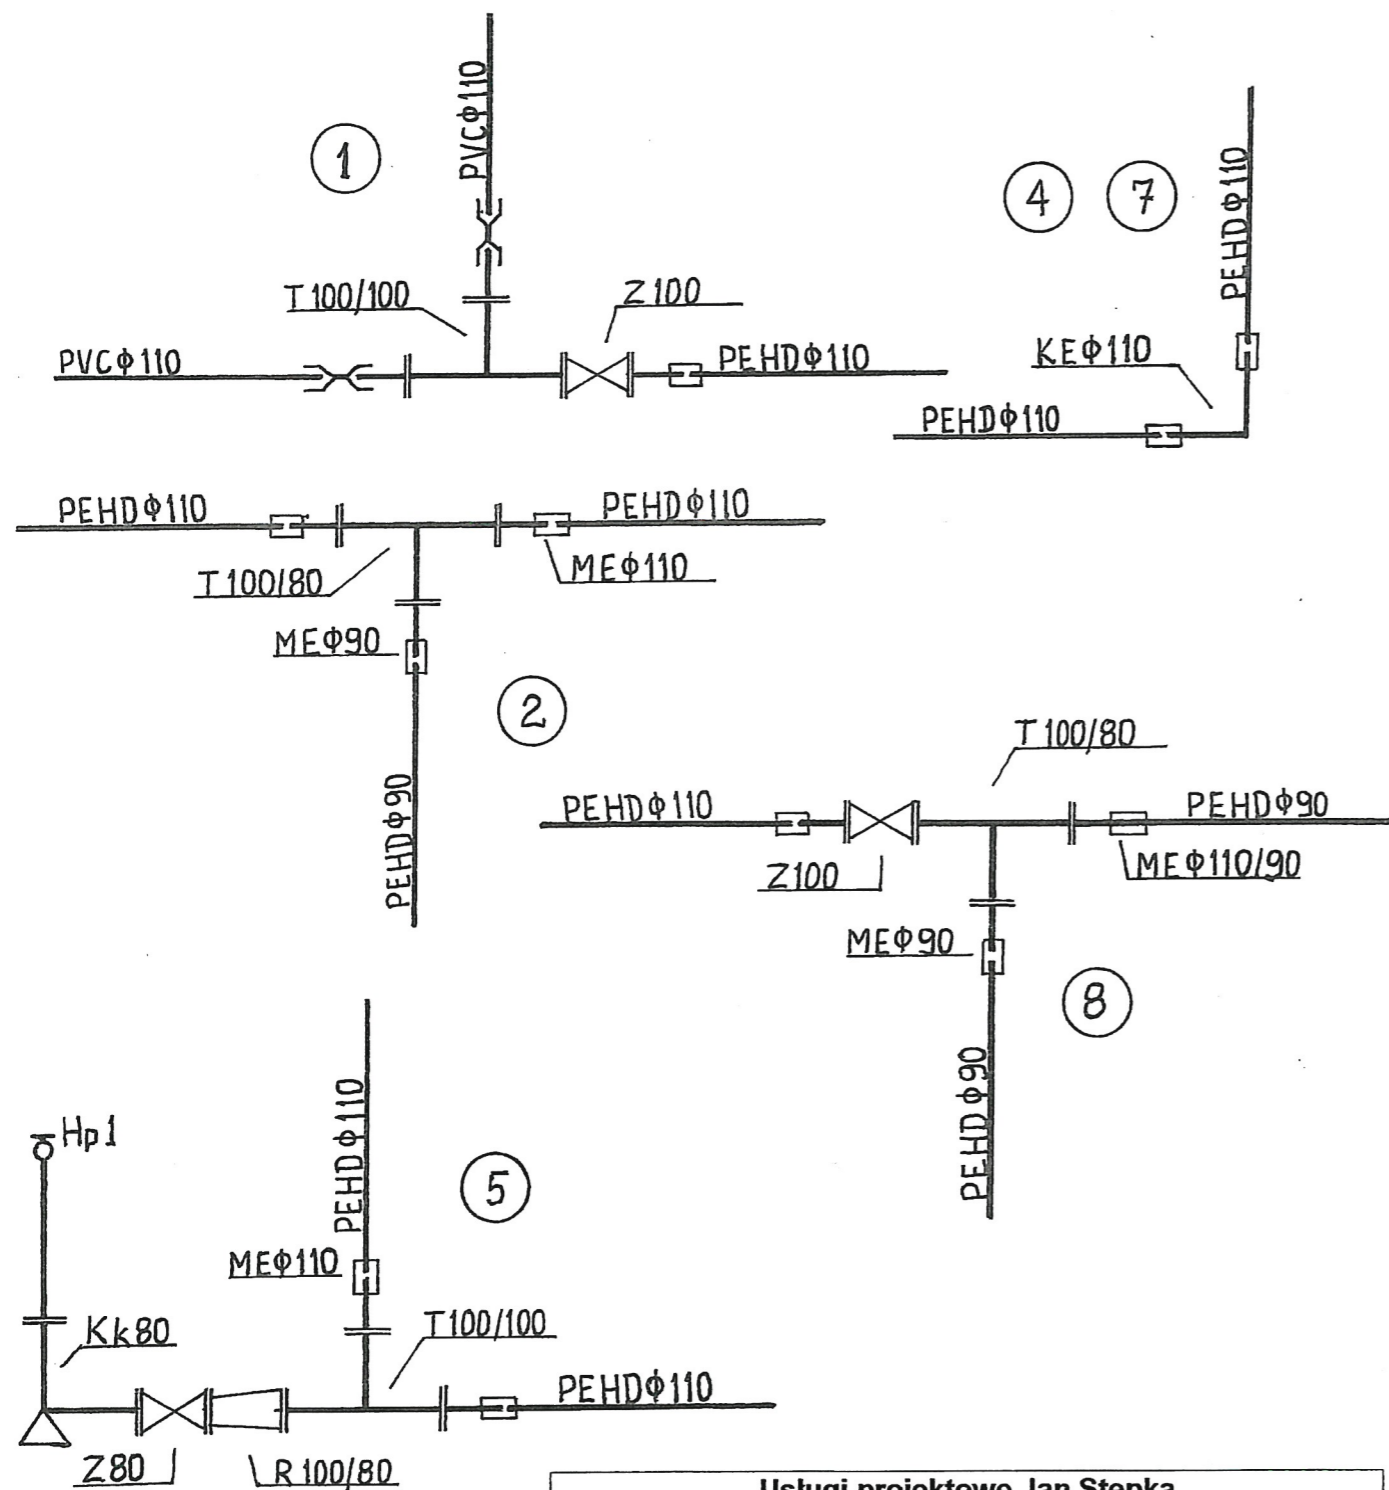 PVCΦ110
1
T100/100
Z100
PVCΦ110
PEHDΦ110
4
7
PEHDΦ110
KEΦ110
PEHDΦ110
PEHDΦ110
PEHDΦ110
T100/80
MEΦ110
MEΦ90
2
PEHDΦ90
T100/80
PEHDΦ110
PEHDΦ90
Z100
MEΦ110/90
MEΦ90
8
PEHDΦ90
Hp1
PEHDΦ110
5
MEΦ110
Kk80
T100/100
PEHDΦ110
Z80
R100/80
Usługi projektowe Jan Stepka